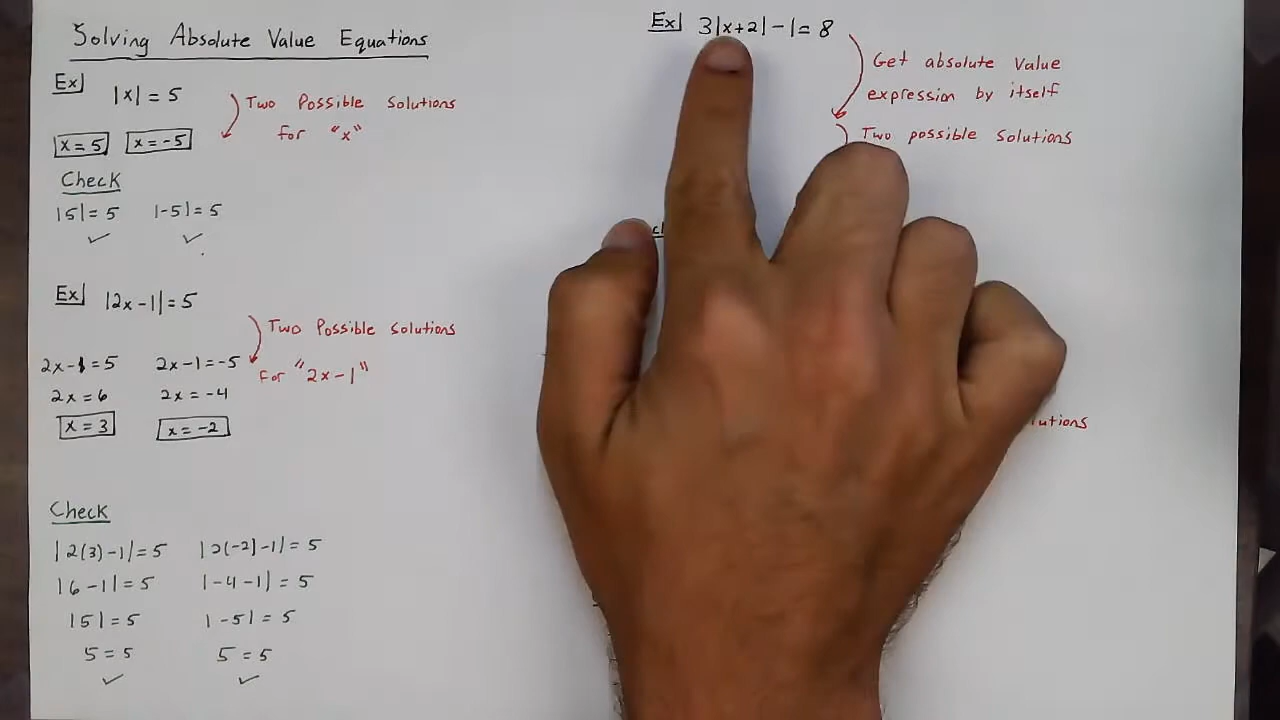 Solving Absolute Value Equations
Ex
|x| = 5
Two Possible Solutions
for "x"
x = 5 x = -5
Check
|5| = 5 |-5| = 5
✓ ✓
Ex |2x - 1| = 5
Two Possible Solutions
For "2x - 1"
2x - 1 = 5 2x - 1 = -5
2x = 6 2x = -4
x = 3 x = -2
Check
|2(3) - 1| = 5 |2(-2) - 1| = 5
|6 - 1| = 5 |-4 - 1| = 5
|5| = 5 |-5| = 5
5 = 5 5 = 5
✓ ✓
Ex 3|x+2| - 1 = 8
Get absolute value
expression by itself
Two possible solutions